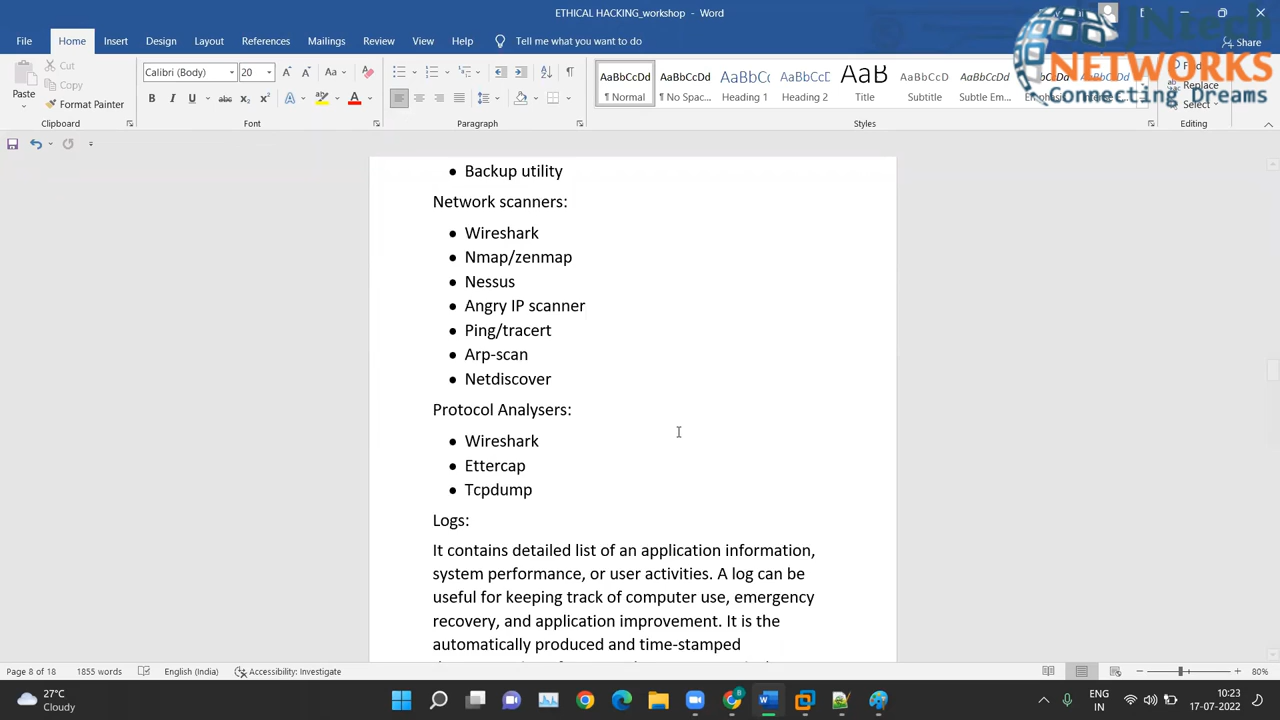 ETHICAL HACKING_workshop - Word
File Home Insert Design Layout References Mailings Review View Help Tell me what you want to do Share
JNtech
NETWORKS
Connecting Dreams
Paste
Cut
Copy
Format Painter
Calibri (Body) 20
AaBbCcDd AaBbCcDd AaBbCc AaBbCcD AaB AaBbCcD AaBbCcDd
¶ Normal ¶ No Spac... Heading 1 Heading 2 Title Subtitle Subtle Em...
Replace
Select
Clipboard Font Paragraph Styles Editing
• Backup utility
Network scanners:
• Wireshark
• Nmap/zenmap
• Nessus
• Angry IP scanner
• Ping/tracert
• Arp-scan
• Netdiscover
Protocol Analysers:
• Wireshark
• Ettercap
• Tcpdump
Logs:
It contains detailed list of an application information,
system performance, or user activities. A log can be
useful for keeping track of computer use, emergency
recovery, and application improvement. It is the
automatically produced and time-stamped
Page 8 of 18 1855 words English (India) Accessibility: Investigate 80%
27°C
Cloudy
ENG
IN
10:23
17-07-2022